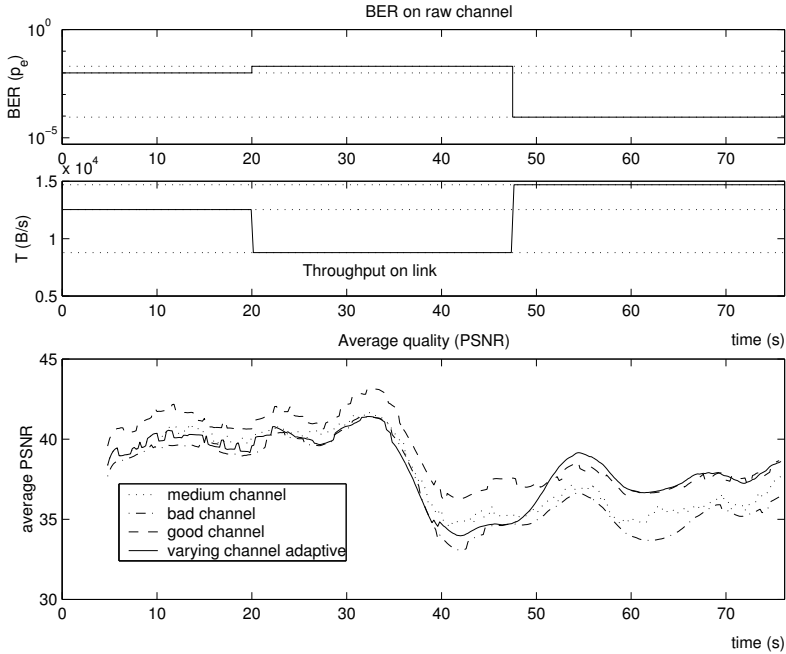 BER on raw channel
10^0
BER (p_e)
10^-5
0 10 20 30 40 50 60 70
x 10^4
1.5
T (B/s)
1
Throughput on link
0.5
0 10 20 30 40 50 60 70
Average quality (PSNR)
time (s)
45
40
average PSNR
35
medium channel
bad channel
good channel
varying channel adaptive
30
0 10 20 30 40 50 60 70
time (s)